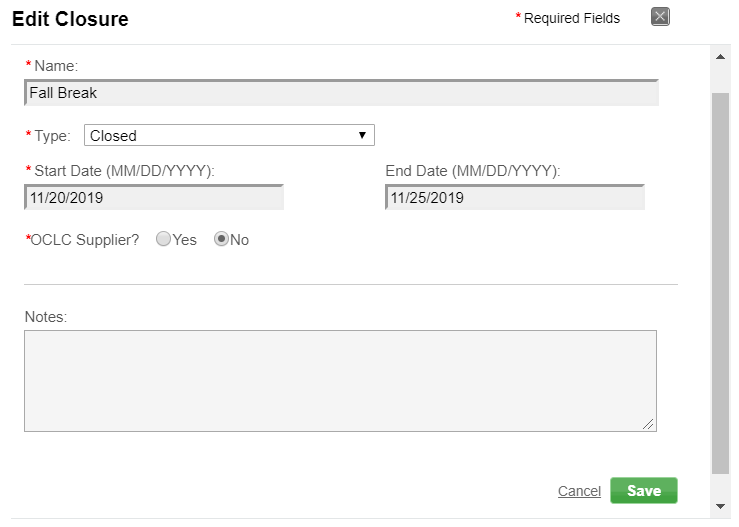 Edit Closure
* Required Fields
* Name:
Fall Break
* Type: Closed
* Start Date (MM/DD/YYYY): End Date (MM/DD/YYYY):
11/20/2019 11/25/2019
*OCLC Supplier? Yes No
Notes:
Cancel Save